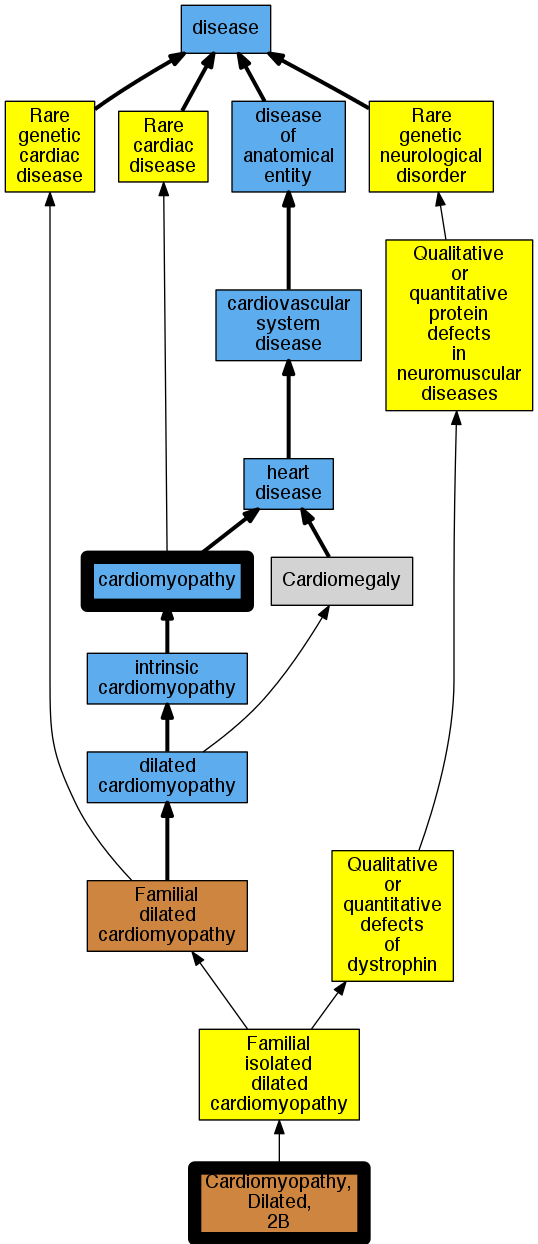 disease
Rare
genetic
cardiac
disease
Rare
cardiac
disease
disease
of
anatomical
entity
Rare
genetic
neurological
disorder
Qualitative
or
quantitative
protein
defects
in
neuromuscular
diseases
cardiovascular
system
disease
heart
disease
cardiomyopathy
Cardiomegaly
intrinsic
cardiomyopathy
dilated
cardiomyopathy
Familial
dilated
cardiomyopathy
Qualitative
or
quantitative
defects
of
dystrophin
Familial
isolated
dilated
cardiomyopathy
Cardiomyopathy,
Dilated,
2B